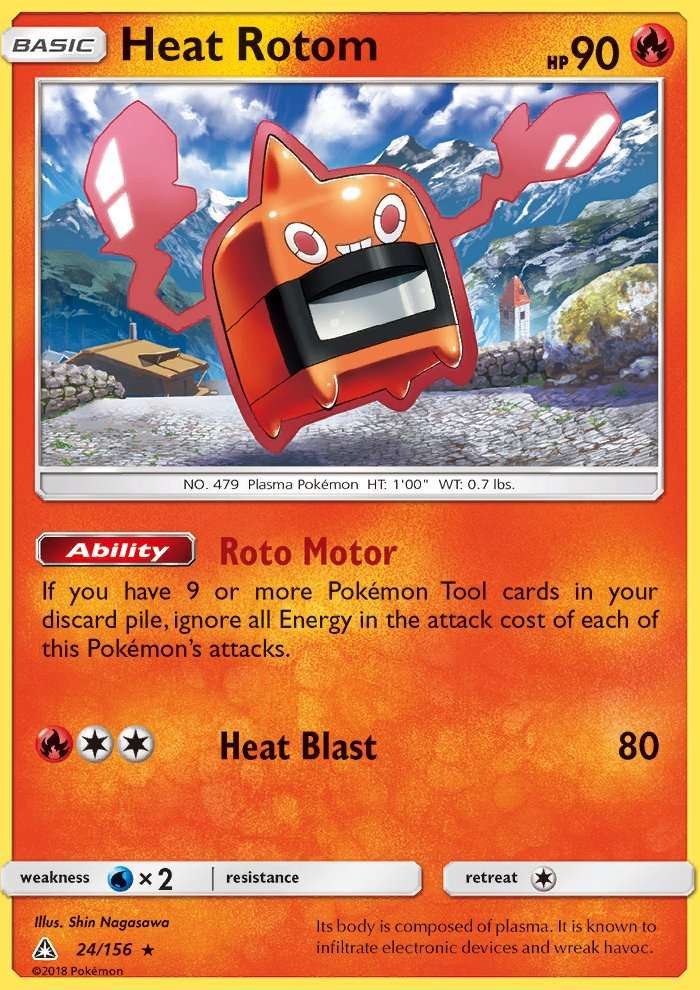 BASIC Heat Rotom HP 90
NO. 479 Plasma Pokémon HT: 1'00" WT: 0.7 lbs.
Ability Roto Motor
If you have 9 or more Pokémon Tool cards in your
discard pile, ignore all Energy in the attack cost of each of
this Pokémon's attacks.
Heat Blast 80
weakness × 2 resistance retreat
Illus. Shin Nagasawa
24/156 ★
©2018 Pokémon
Its body is composed of plasma. It is known to
infiltrate electronic devices and wreak havoc.